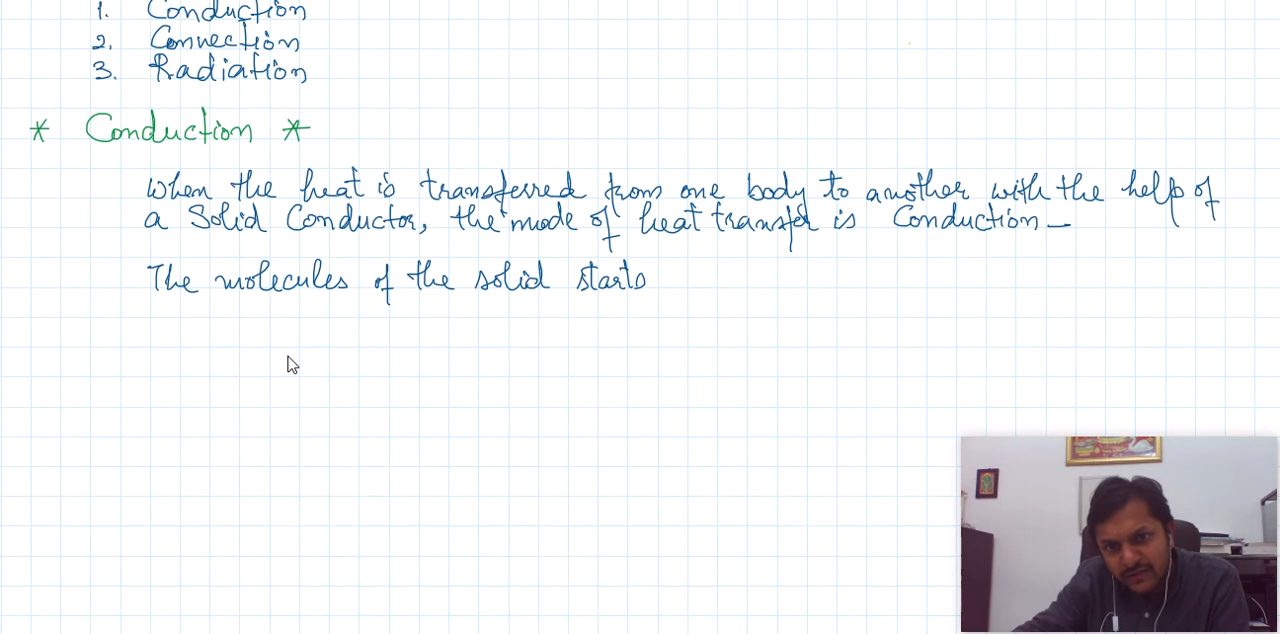 1. Conduction
2. Convection
3. Radiation
* Conduction *
When the heat is transferred from one body to another with the help of
a Solid Conductor, the mode of heat transfer is Conduction -
The molecules of the solid starts